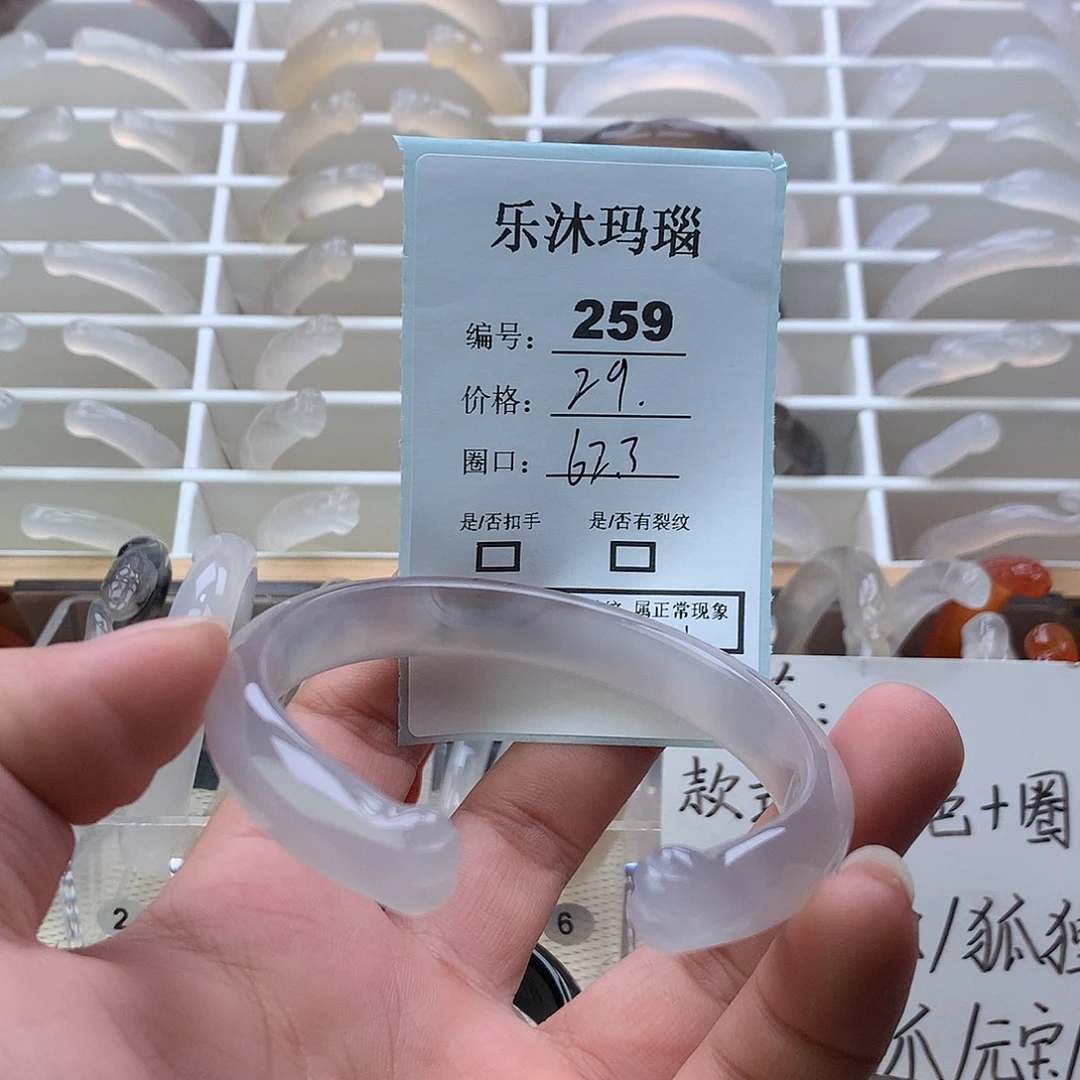 乐沐玛瑙
编号： 259
价格： 29.
圈口： 62.3
是/否扣手 是/否有裂纹
属正常现象
款 色+圈
/狐狸
爪/元宝/
2
6